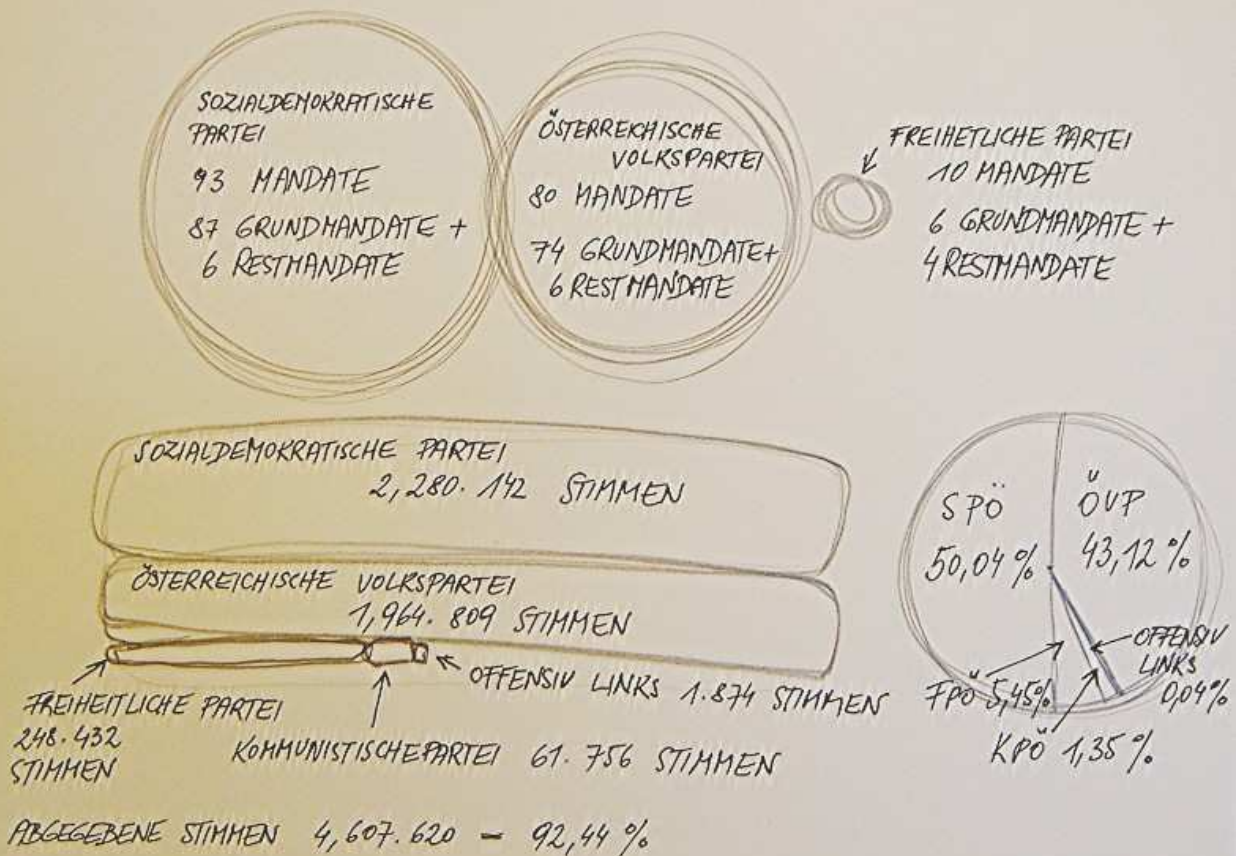 SOZIALDEMOKRATISCHE
PARTEI
93 MANDATE
87 GRUNDMANDATE +
6 RESTMANDATE
ÖSTERREICHISCHE
VOLKSPARTEI
80 MANDATE
74 GRUNDMANDATE+
6 RESTMANDATE
FREIHETLICHE PARTEI
10 MANDATE
6 GRUNDMANDATE +
4 RESTMANDATE
SOZIALDEMOKRATISCHE PARTEI
2,280.142 STIMMEN
ÖSTERREICHISCHE VOLKSPARTEI
1,964.809 STIMMEN
FREIHEITLICHE PARTEI
248.432
STIMMEN
KOMMUNISTISCHE PARTEI 61.756 STIMMEN
OFFENSIV LINKS 1.874 STIMMEN
SPÖ
50,04 %
ÖVP
43,12 %
FPÖ 5,45%
KPÖ 1,35 %
OFFENSIV
LINKS
0,04%
ABGEGEBENE STIMMEN 4,607.620 – 92,44 %